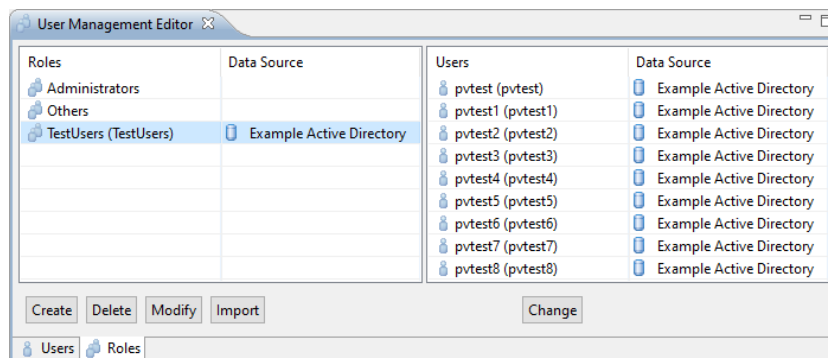 User Management Editor
Roles Data Source
Administrators
Others
TestUsers (TestUsers) Example Active Directory
Users Data Source
pvtest (pvtest) Example Active Directory
pvtest1 (pvtest1) Example Active Directory
pvtest2 (pvtest2) Example Active Directory
pvtest3 (pvtest3) Example Active Directory
pvtest4 (pvtest4) Example Active Directory
pvtest5 (pvtest5) Example Active Directory
pvtest6 (pvtest6) Example Active Directory
pvtest7 (pvtest7) Example Active Directory
pvtest8 (pvtest8) Example Active Directory
Create Delete Modify Import Change
Users Roles